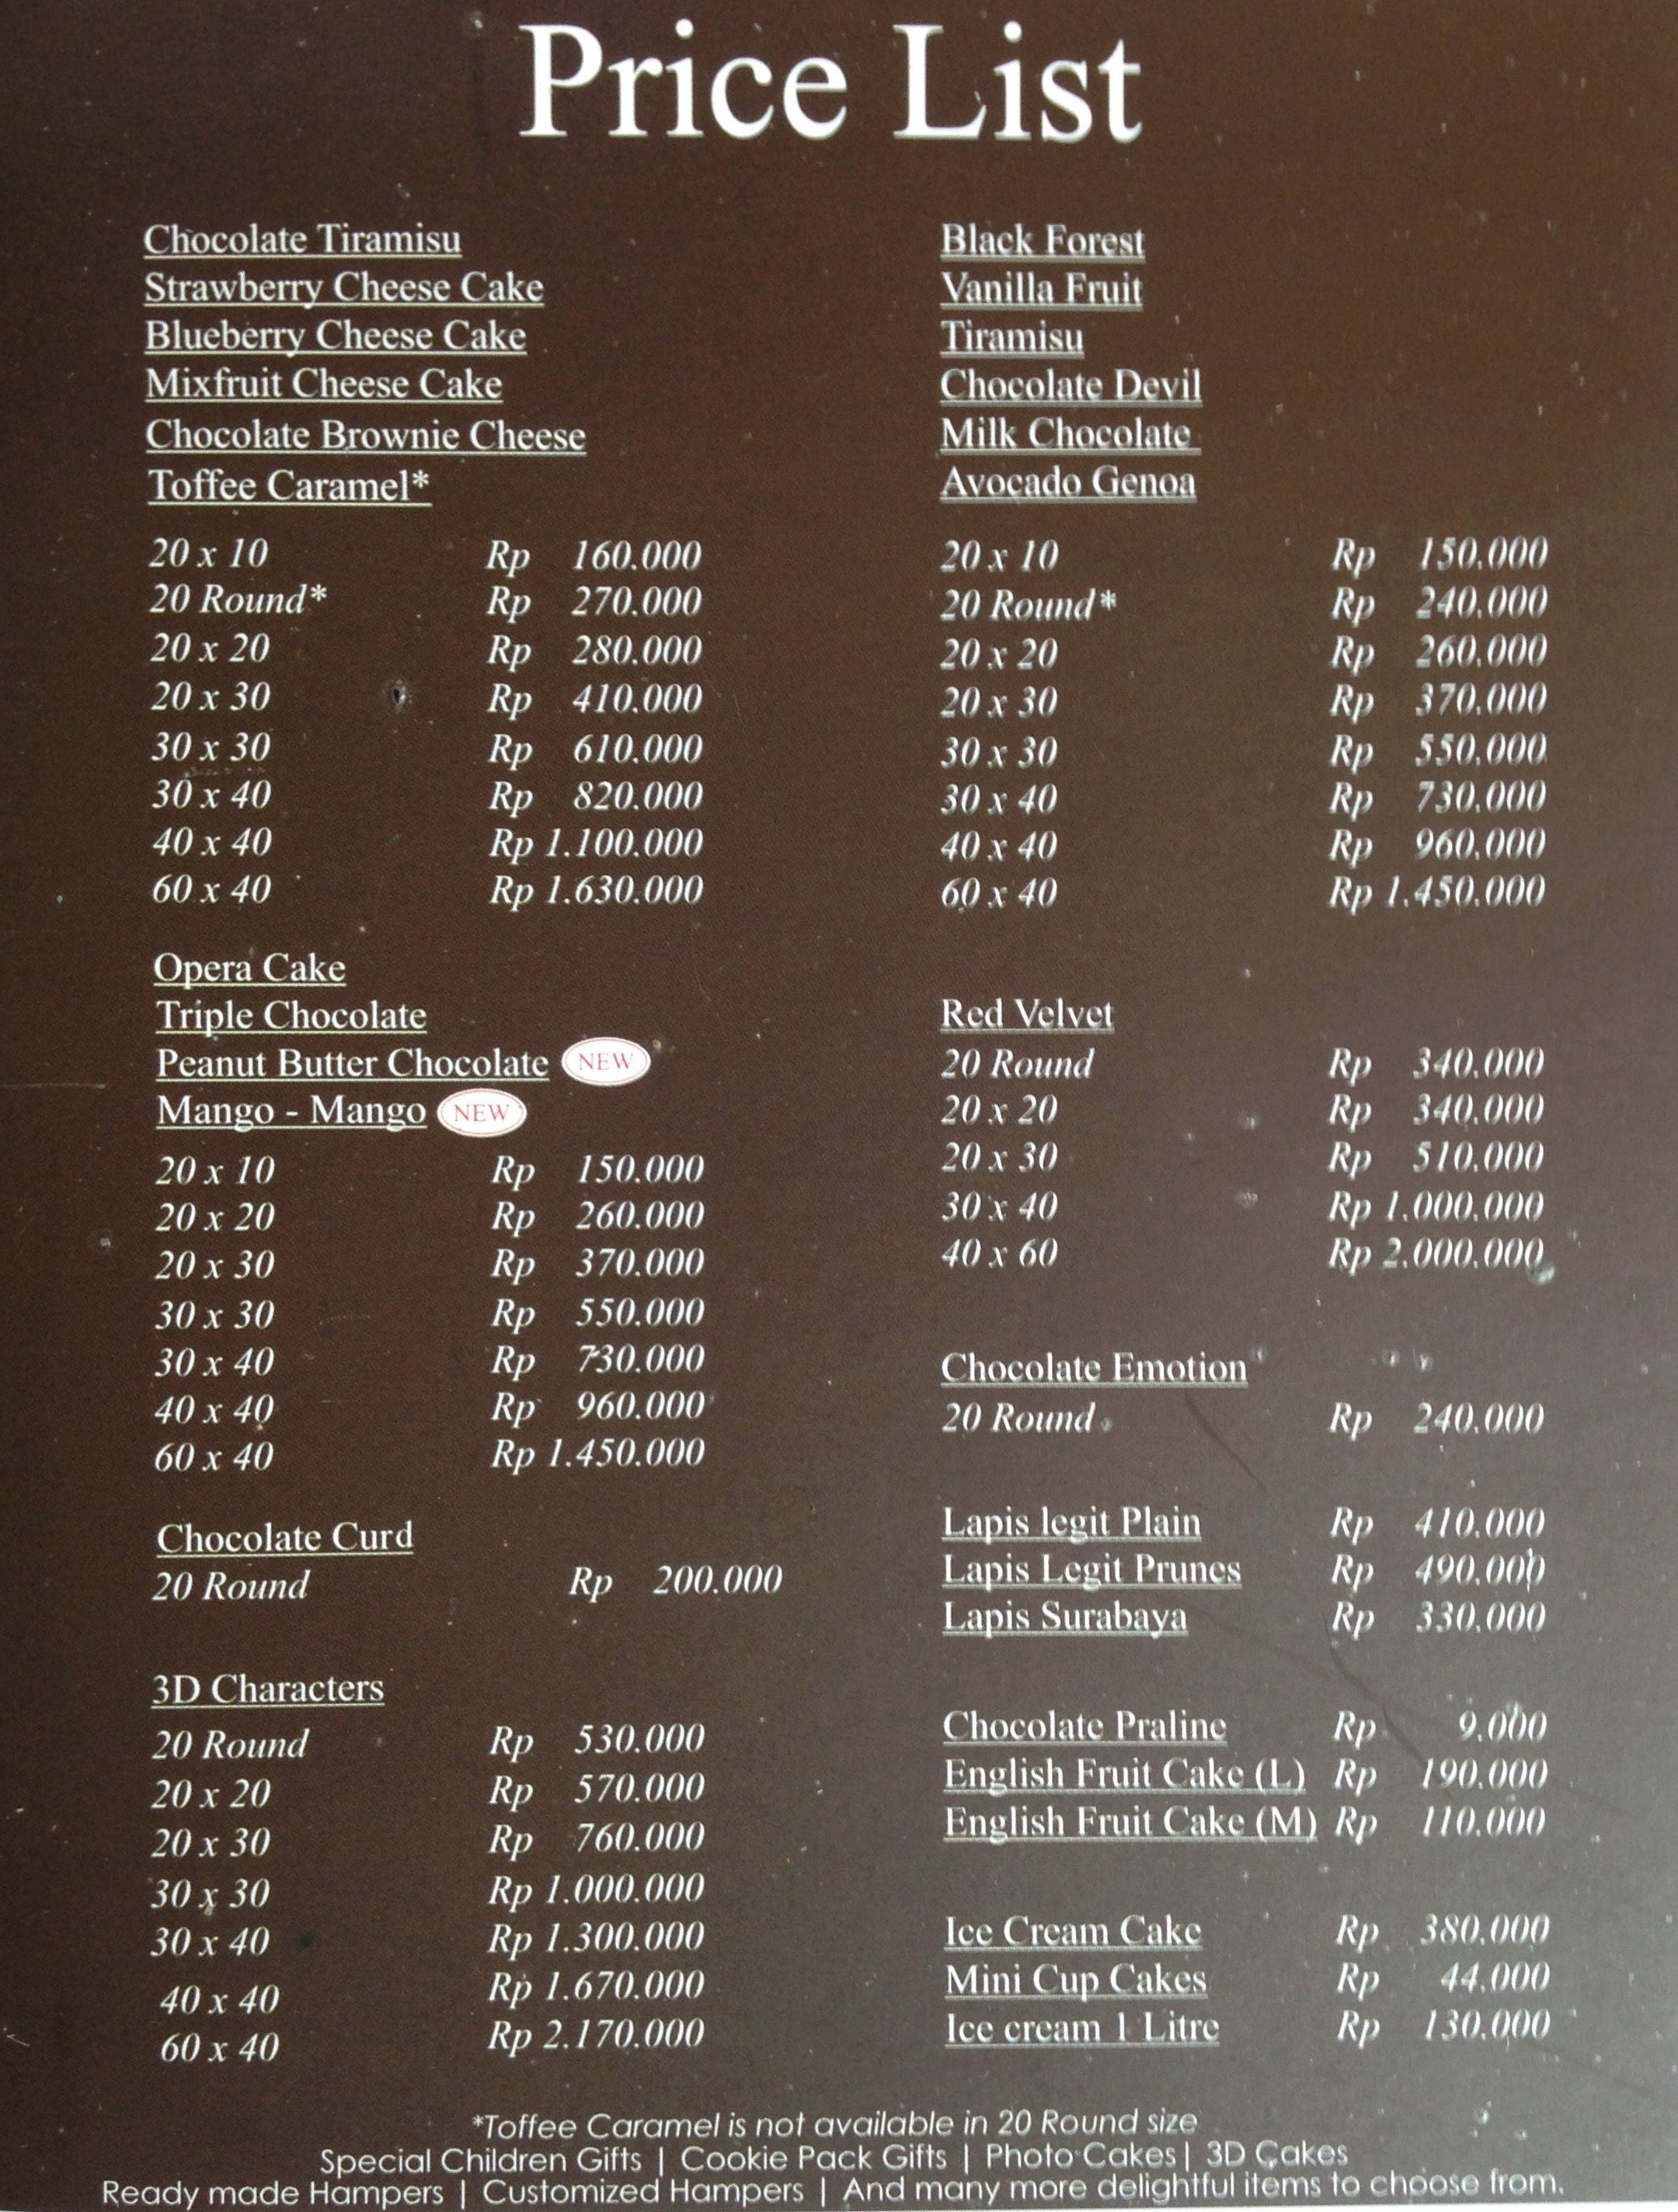 Price List
Chocolate Tiramisu
Strawberry Cheese Cake
Blueberry Cheese Cake
Mixfruit Cheese Cake
Chocolate Brownie Cheese
Toffee Caramel*
20 x 10 Rp 160.000
20 Round* Rp 270.000
20 x 20 Rp 280.000
20 x 30 Rp 410.000
30 x 30 Rp 610.000
30 x 40 Rp 820.000
40 x 40 Rp 1.100.000
60 x 40 Rp 1.630.000
Opera Cake
Triple Chocolate
Peanut Butter Chocolate NEW
Mango - Mango NEW
20 x 10 Rp 150.000
20 x 20 Rp 260.000
20 x 30 Rp 370.000
30 x 30 Rp 550.000
30 x 40 Rp 730.000
40 x 40 Rp 960.000
60 x 40 Rp 1.450.000
Chocolate Curd
20 Round Rp 200.000
3D Characters
20 Round Rp 530.000
20 x 20 Rp 570.000
20 x 30 Rp 760.000
30 x 30 Rp 1.000.000
30 x 40 Rp 1.300.000
40 x 40 Rp 1.670.000
60 x 40 Rp 2.170.000
Black Forest
Vanilla Fruit
Tiramisu
Chocolate Devil
Milk Chocolate
Avocado Genoa
20 x 10 Rp 150.000
20 Round* Rp 240.000
20 x 20 Rp 260.000
20 x 30 Rp 370.000
30 x 30 Rp 550.000
30 x 40 Rp 730.000
40 x 40 Rp 960.000
60 x 40 Rp 1.450.000
Red Velvet
20 Round Rp 340.000
20 x 20 Rp 340.000
20 x 30 Rp 510.000
30 x 40 Rp 1.000.000
40 x 60 Rp 2.000.000
Chocolate Emotion
20 Round Rp 240.000
Lapis legit Plain Rp 410.000
Lapis Legit Prunes Rp 490.000
Lapis Surabaya Rp 330.000
Chocolate Praline Rp 9.000
English Fruit Cake (L) Rp 190.000
English Fruit Cake (M) Rp 110.000
Ice Cream Cake Rp 380.000
Mini Cup Cakes Rp 44.000
Ice cream 1 Litre Rp 130.000
*Toffee Caramel is not available in 20 Round size
Special Children Gifts | Cookie Pack Gifts | Photo Cakes | 3D Cakes
Ready made Hampers | Customized Hampers | And many more delightful items to choose from.